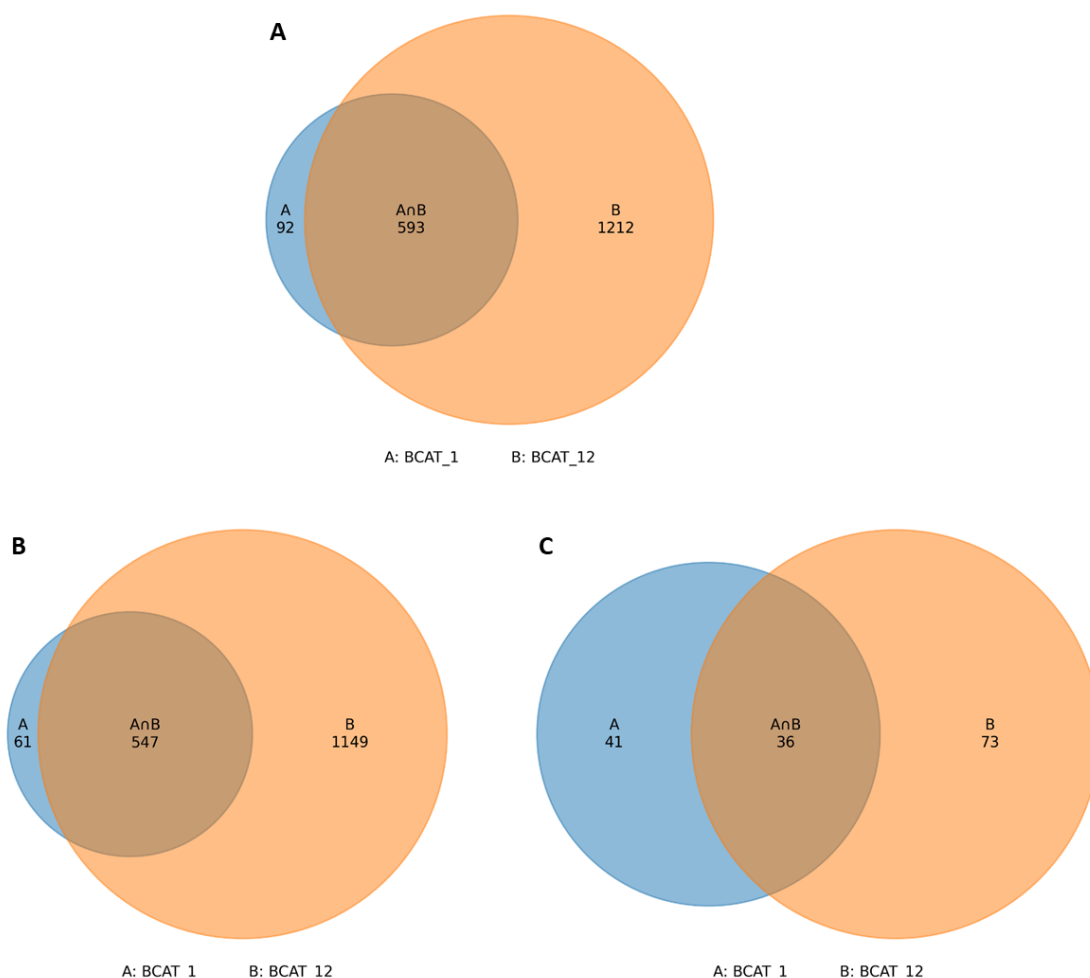 A
A A∩B B
92 593 1212
A: BCAT_1 B: BCAT_12
B C
A A∩B B
61 547 1149
A A∩B B
41 36 73
A: BCAT_1 B: BCAT_12
A: BCAT_1 B: BCAT_12